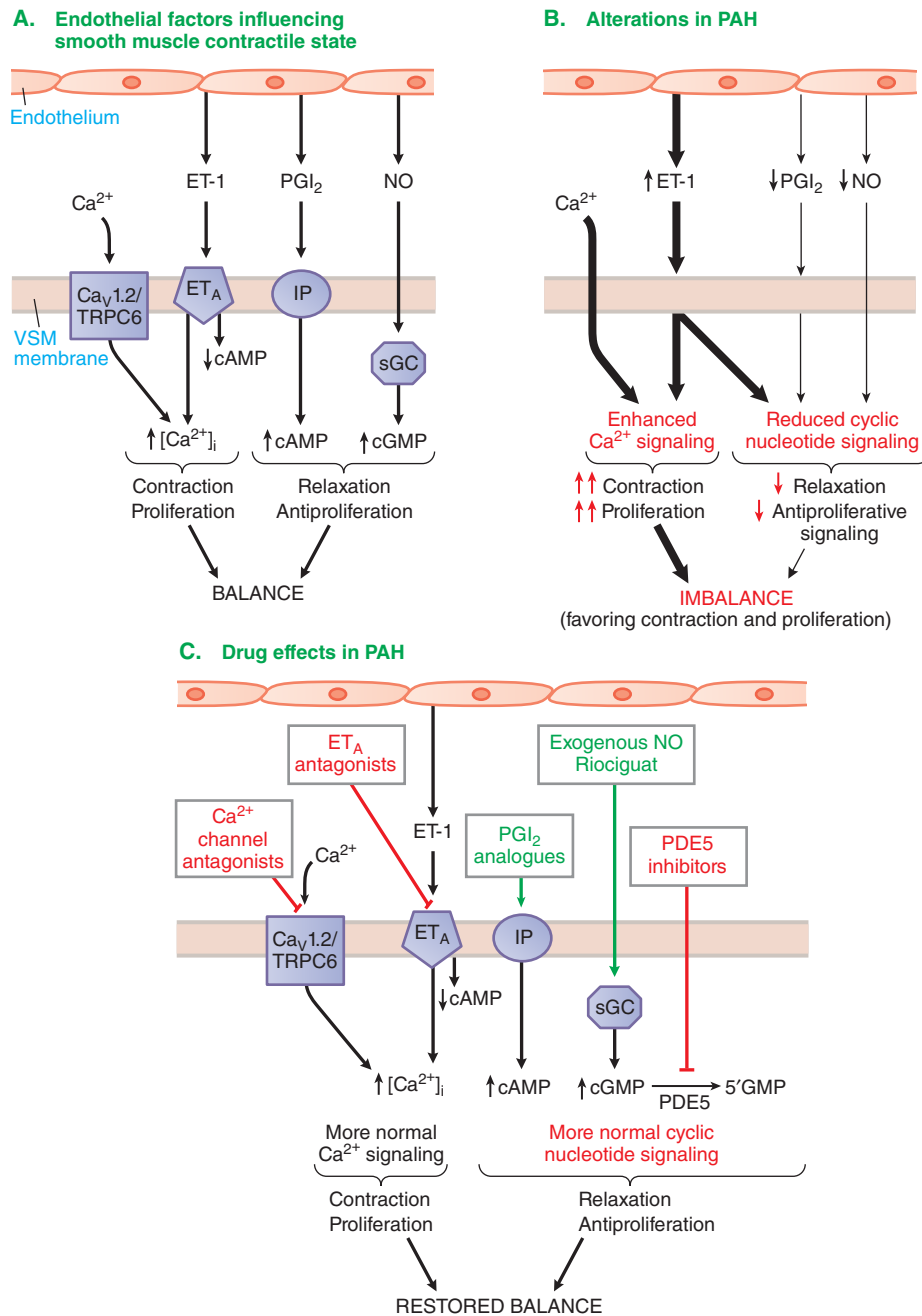 A. Endothelial factors influencing
smooth muscle contractile state
Endothelium
ET-1
PGI₂
NO
Ca²⁺
Caᵥ1.2/
TRPC6
ET_A
IP
VSM
membrane
↓cAMP
sGC
↑[Ca²⁺]ᵢ
↑cAMP
↑cGMP
Contraction
Proliferation
Relaxation
Antiproliferation
BALANCE
B. Alterations in PAH
↑ET-1
↓PGI₂
↓NO
Ca²⁺
Enhanced
Ca²⁺ signaling
Reduced cyclic
nucleotide signaling
↑↑ Contraction
↑↑ Proliferation
↓ Relaxation
↓ Antiproliferative
signaling
IMBALANCE
(favoring contraction and proliferation)
C. Drug effects in PAH
ET_A
antagonists
Exogenous NO
Riociguat
Ca²⁺
channel
antagonists
ET-1
PGI₂
analogues
PDE5
inhibitors
Ca²⁺
Caᵥ1.2/
TRPC6
ET_A
IP
↓cAMP
sGC
↑[Ca²⁺]ᵢ
↑cAMP
↑cGMP
PDE5
5′GMP
More normal
Ca²⁺ signaling
More normal cyclic
nucleotide signaling
Contraction
Proliferation
Relaxation
Antiproliferation
RESTORED BALANCE